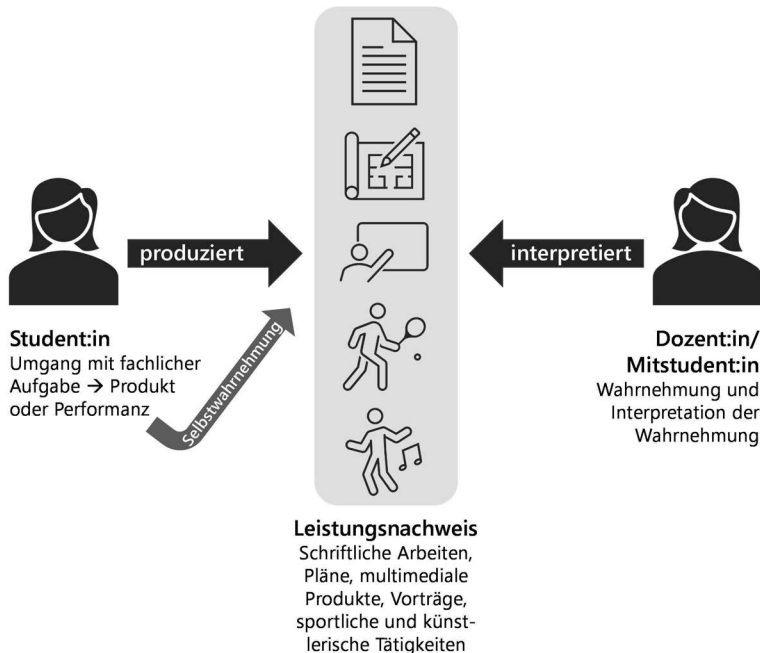 produziert
interpretiert
Student:in
Umgang mit fachlicher
Aufgabe → Produkt
oder Performanz
Selbstwahrnehmung
Dozent:in/
Mitstudent:in
Wahrnehmung und
Interpretation der
Wahrnehmung
Leistungsnachweis
Schriftliche Arbeiten,
Pläne, multimediale
Produkte, Vorträge,
sportliche und künst-
lerische Tätigkeiten